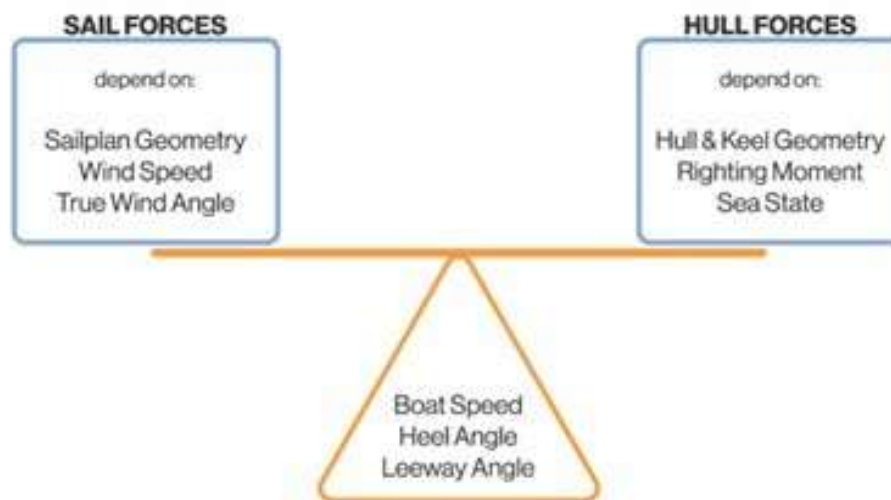 SAIL FORCES
depend on:
Sailplan Geometry
Wind Speed
True Wind Angle
HULL FORCES
depend on:
Hull & Keel Geometry
Righting Moment
Sea State
Boat Speed
Heel Angle
Leeway Angle